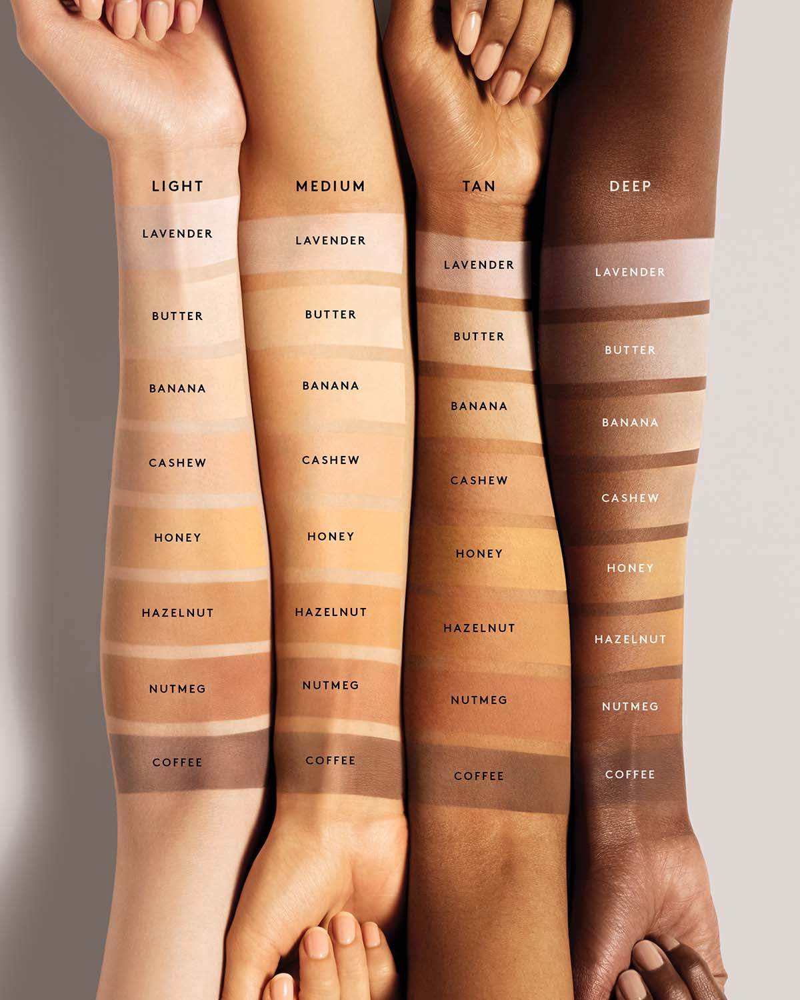 LIGHT
LAVENDER
BUTTER
BANANA
CASHEW
HONEY
HAZELNUT
NUTMEG
COFFEE
MEDIUM
LAVENDER
BUTTER
BANANA
CASHEW
HONEY
HAZELNUT
NUTMEG
COFFEE
TAN
LAVENDER
BUTTER
BANANA
CASHEW
HONEY
HAZELNUT
NUTMEG
COFFEE
DEEP
LAVENDER
BUTTER
BANANA
CASHEW
HONEY
HAZELNUT
NUTMEG
COFFEE